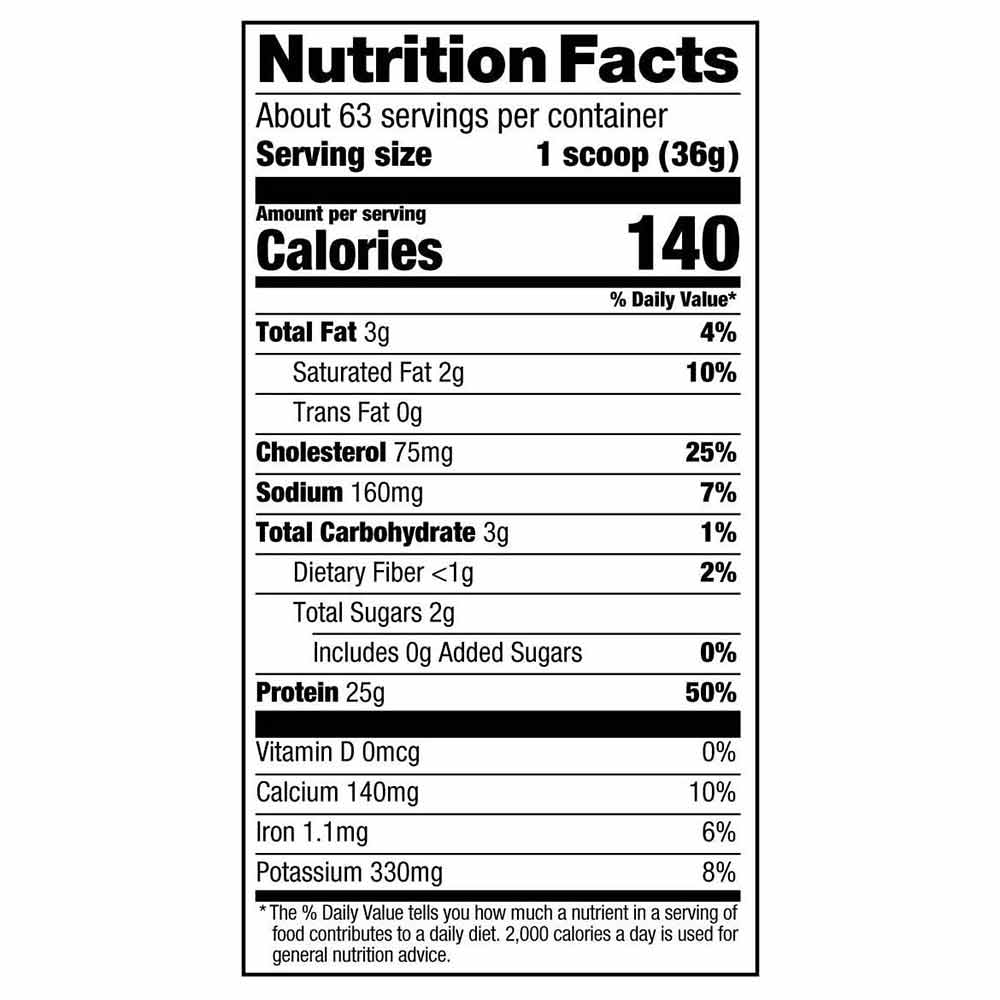 Nutrition Facts
About 63 servings per container
Serving size 1 scoop (36g)
Amount per serving
Calories 140
% Daily Value*
Total Fat 3g 4%
Saturated Fat 2g 10%
Trans Fat 0g
Cholesterol 75mg 25%
Sodium 160mg 7%
Total Carbohydrate 3g 1%
Dietary Fiber <1g 2%
Total Sugars 2g
Includes 0g Added Sugars 0%
Protein 25g 50%
Vitamin D 0mcg 0%
Calcium 140mg 10%
Iron 1.1mg 6%
Potassium 330mg 8%
* The % Daily Value tells you how much a nutrient in a serving of
food contributes to a daily diet. 2,000 calories a day is used for
general nutrition advice.